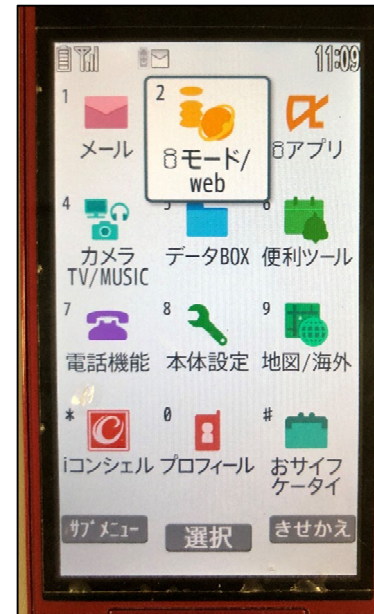 11:09
1
メール
2
iモード/
web
iアプリ
4
カメラ
TV/MUSIC
5
データBOX
6
便利ツール
7
電話機能
8
本体設定
9
地図/海外
*
iコンシェル
0
プロフィール
#
おサイフ
ケータイ
サブメニュー
選択
きせかえ